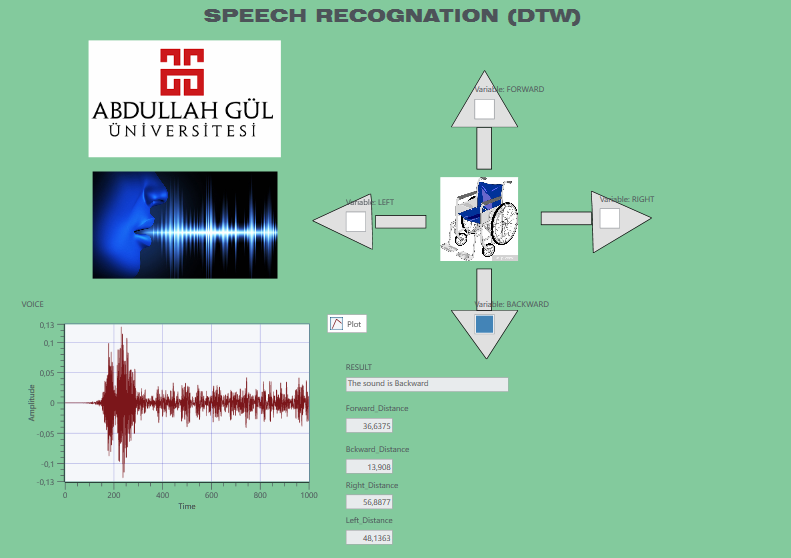 SPEECH RECOGNATION (DTW)
ABDULLAH GÜL
ÜNİVERSİTESİ
Variable: FORWARD
Variable: LEFT
Variable: RIGHT
Variable: BACKWARD
VOICE
Plot
0,13
0,1
0,05
0
-0,05
-0,1
-0,13
Amplitude
0 200 400 600 800 1000
Time
RESULT
The sound is Backward
Forward_Distance
36,6375
Bckward_Distance
13,908
Right_Distance
56,8877
Left_Distance
48,1363